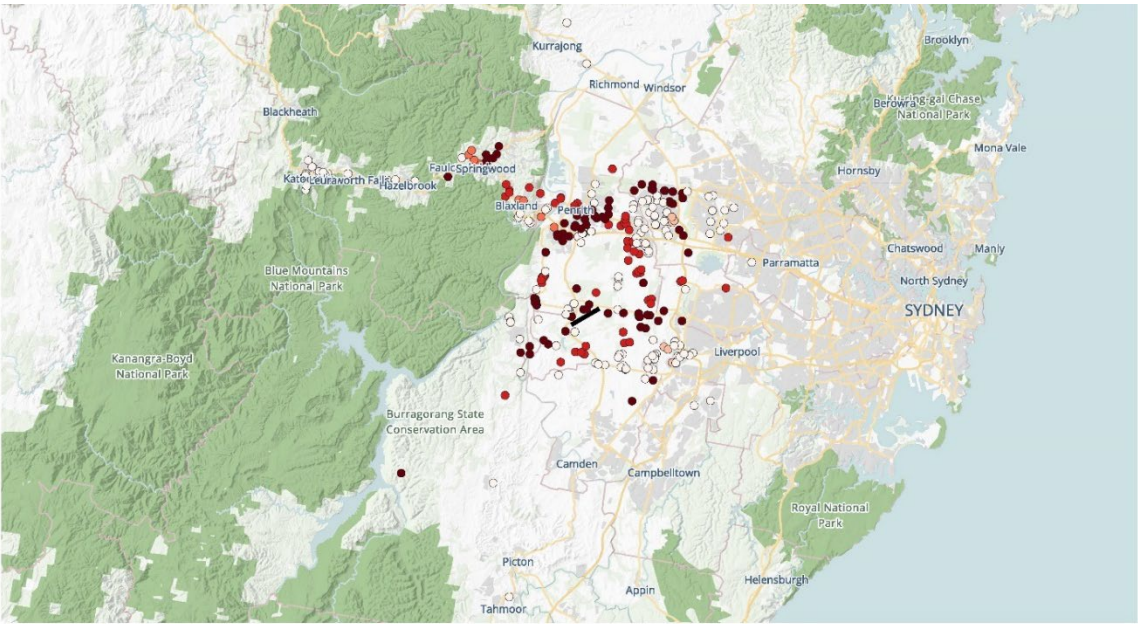 Brooklyn
Kurrajong
Richmond
Windsor
Berowra
Ku-ring-gai Chase
National Park
Blackheath
Mona Vale
Springwood
Hornsby
Hazelbrook
Blaxland
Penrith
Chatswood
Manly
Parramatta
Blue Mountains
National Park
North Sydney
SYDNEY
Liverpool
Kanangra-Boyd
National Park
Burragorang State
Conservation Area
Camden
Campbelltown
Royal National
Park
Picton
Helensburgh
Appin
Tahmoor